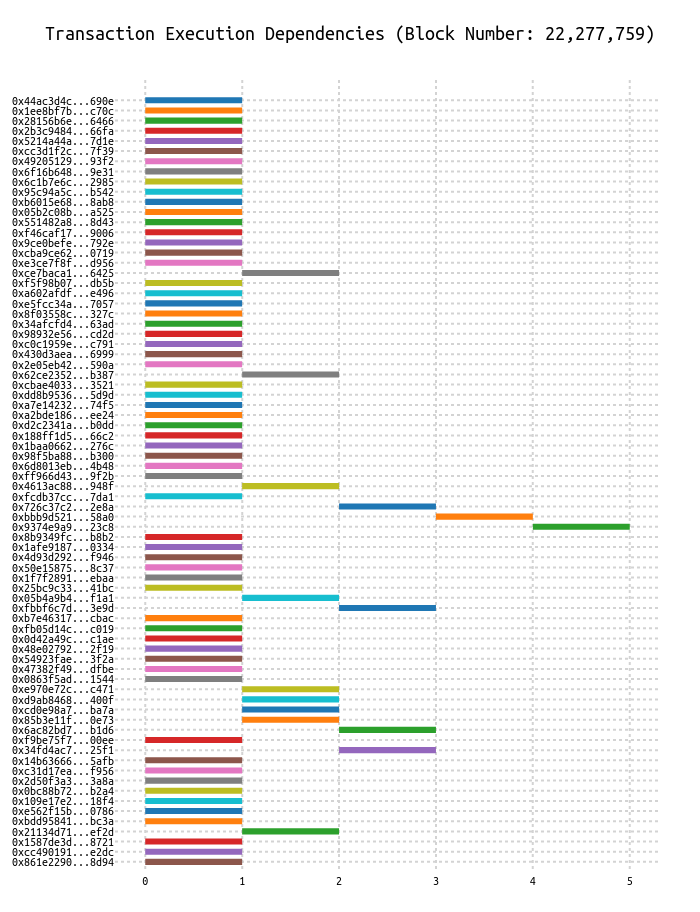 Transaction Execution Dependencies (Block Number: 22,277,759)
0x44ac3d4c...690e
0x1ee8bf7b...c70c
0x28156b6e...6466
0x2b3c9484...66fa
0x5214a44a...7d1e
0xcc3d1f2c...7f39
0x49205129...93f2
0x6f16b648...9e31
0x6c1b7e6c...2985
0x95c94a5c...b542
0xb6015e68...8ab8
0x05b2c08b...a525
0x551482a8...8d43
0xf46caf17...9006
0x9ce0befe...792e
0xcba9ce62...0719
0xe3ce7f8f...d956
0xce7baca1...6425
0xf5f98b07...db5b
0xa602afdf...e496
0xe5fcc34a...7057
0x8f03558c...327c
0x34afcfd4...63ad
0x98932e56...cd2d
0xc0c1959e...c791
0x430d3aea...6999
0x2e05eb42...590a
0x62ce2352...b387
0xcbae4033...3521
0xdd8b9536...5d9d
0xa7e14232...74f5
0xa2bde186...ee24
0xd2c2341a...b0dd
0x188ff1d5...66c2
0x1baa0662...276c
0x98f5ba88...b300
0x6d8013eb...4b48
0xff966d43...9f2b
0x4613ac88...948f
0xfcdb37cc...7da1
0x726c37c2...2e8a
0xbbb9d521...58a0
0x9374e9a9...23c8
0x8b9349fc...b8b2
0x1afe9187...0334
0x4d93d292...f946
0x50e15875...8c37
0x1f7f2891...ebaa
0x25bc9c33...41bc
0x05b4a9b4...f1a1
0xfbbf6c7d...3e9d
0xb7e46317...cbac
0xfb05d14c...c019
0x0d42a49c...c1ae
0x48e02792...2f19
0x54923fae...3f2a
0x47382f49...dfbe
0x0863f5ad...1544
0xe970e72c...c471
0xd9ab8468...400f
0xcd0e98a7...ba7a
0x85b3e11f...0e73
0x6ac82bd7...b1d6
0xf9be75f7...00ee
0x34fd4ac7...25f1
0x14b63666...5afb
0xc31d17ea...f956
0x2d50f3a3...3a8a
0x0bc88b72...b2a4
0x109e17e2...18f4
0xe562f15b...0786
0xbdd95841...bc3a
0x21134d71...ef2d
0x1587de3d...8721
0xcc490191...e2dc
0x861e2290...8d94
0 1 2 3 4 5